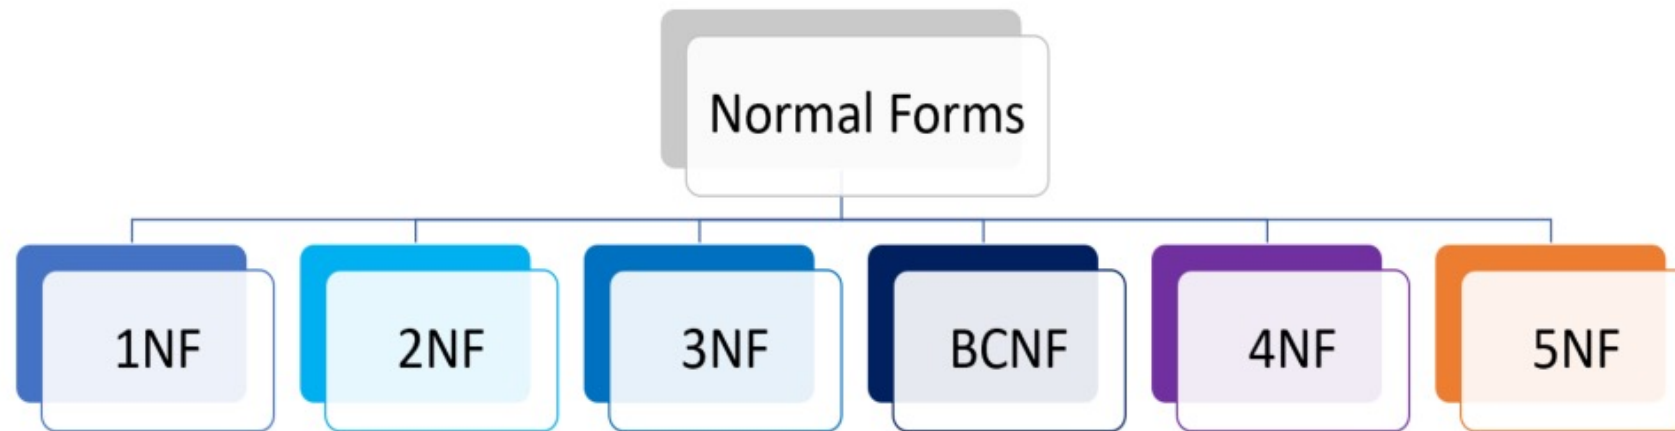 Normal Forms
1NF
2NF
3NF
BCNF
4NF
5NF